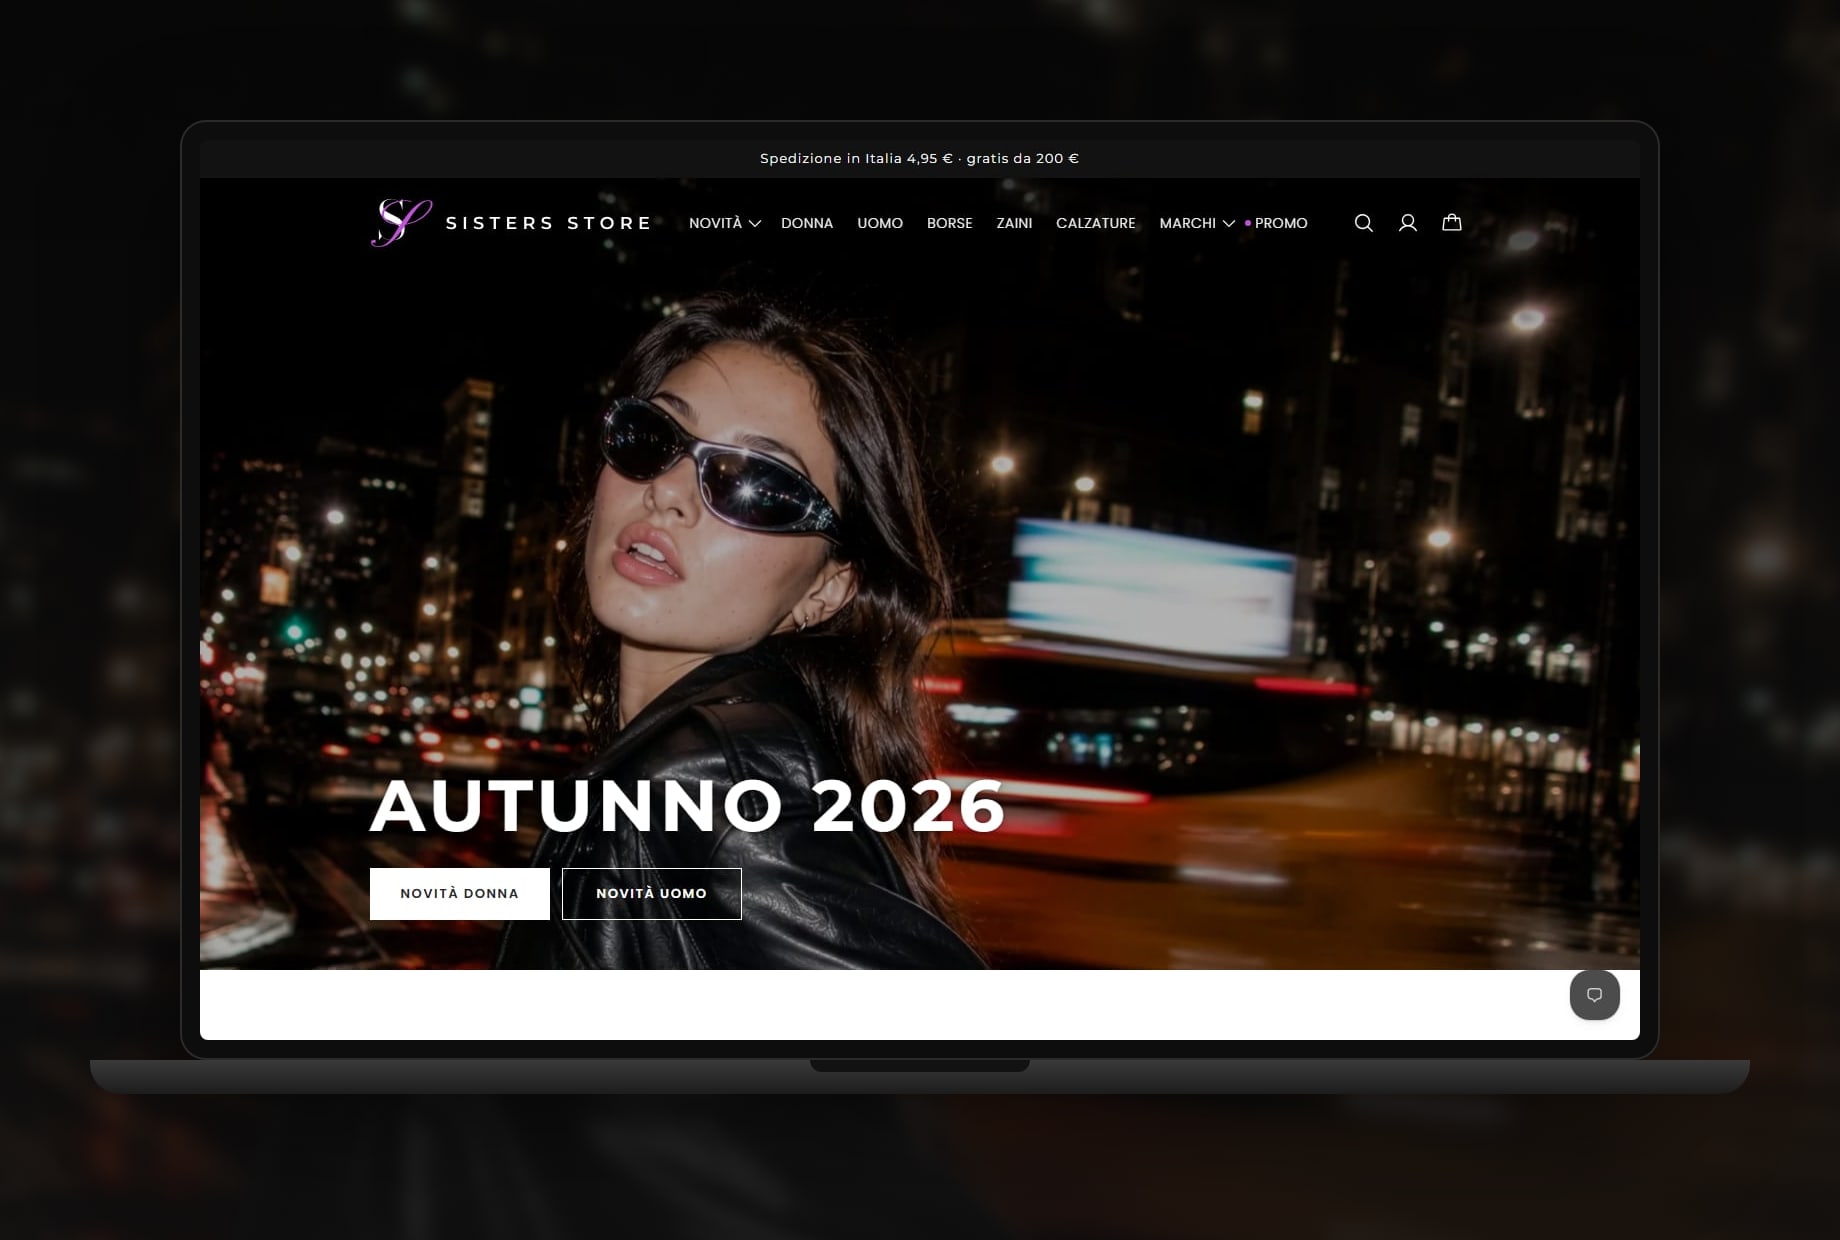 Spedizione in Italia 4,95 € · gratis da 200 €
SISTERS STORE NOVITÀ DONNA UOMO BORSE ZAINI CALZATURE MARCHI PROMO
AUTUNNO 2026
NOVITÀ DONNA NOVITÀ UOMO